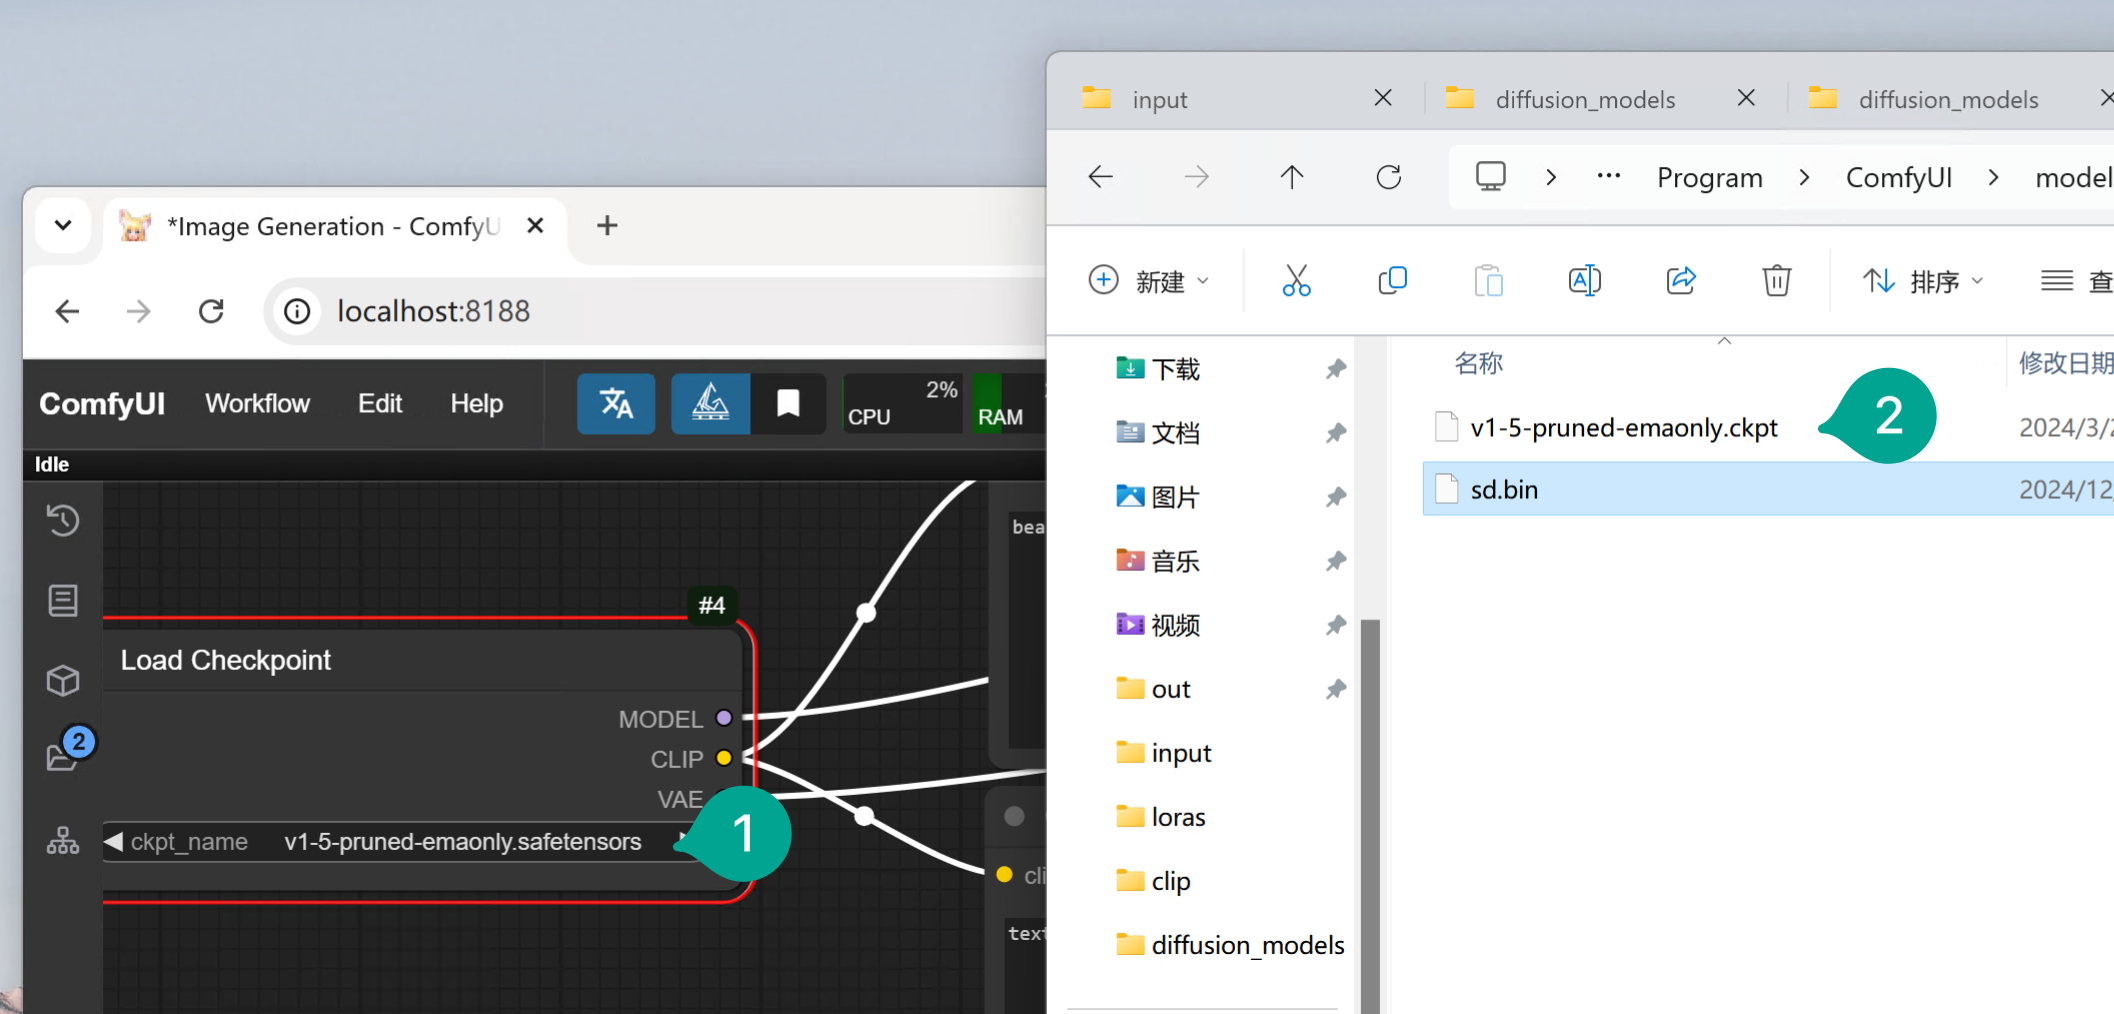 input
diffusion_models
diffusion_models
Program
ComfyUI
model
*Image Generation - ComfyU
localhost:8188
新建
排序
查
ComfyUI
Workflow
Edit
Help
CPU
2%
RAM
Idle
名称
修改日期
v1-5-pruned-emaonly.ckpt
2024/3/2
2
sd.bin
2024/12
下载
文档
图片
音乐
视频
out
input
loras
clip
diffusion_models
bea
#4
Load Checkpoint
MODEL
CLIP
VAE
ckpt_name
v1-5-pruned-emaonly.safetensors
1
2
cli
text